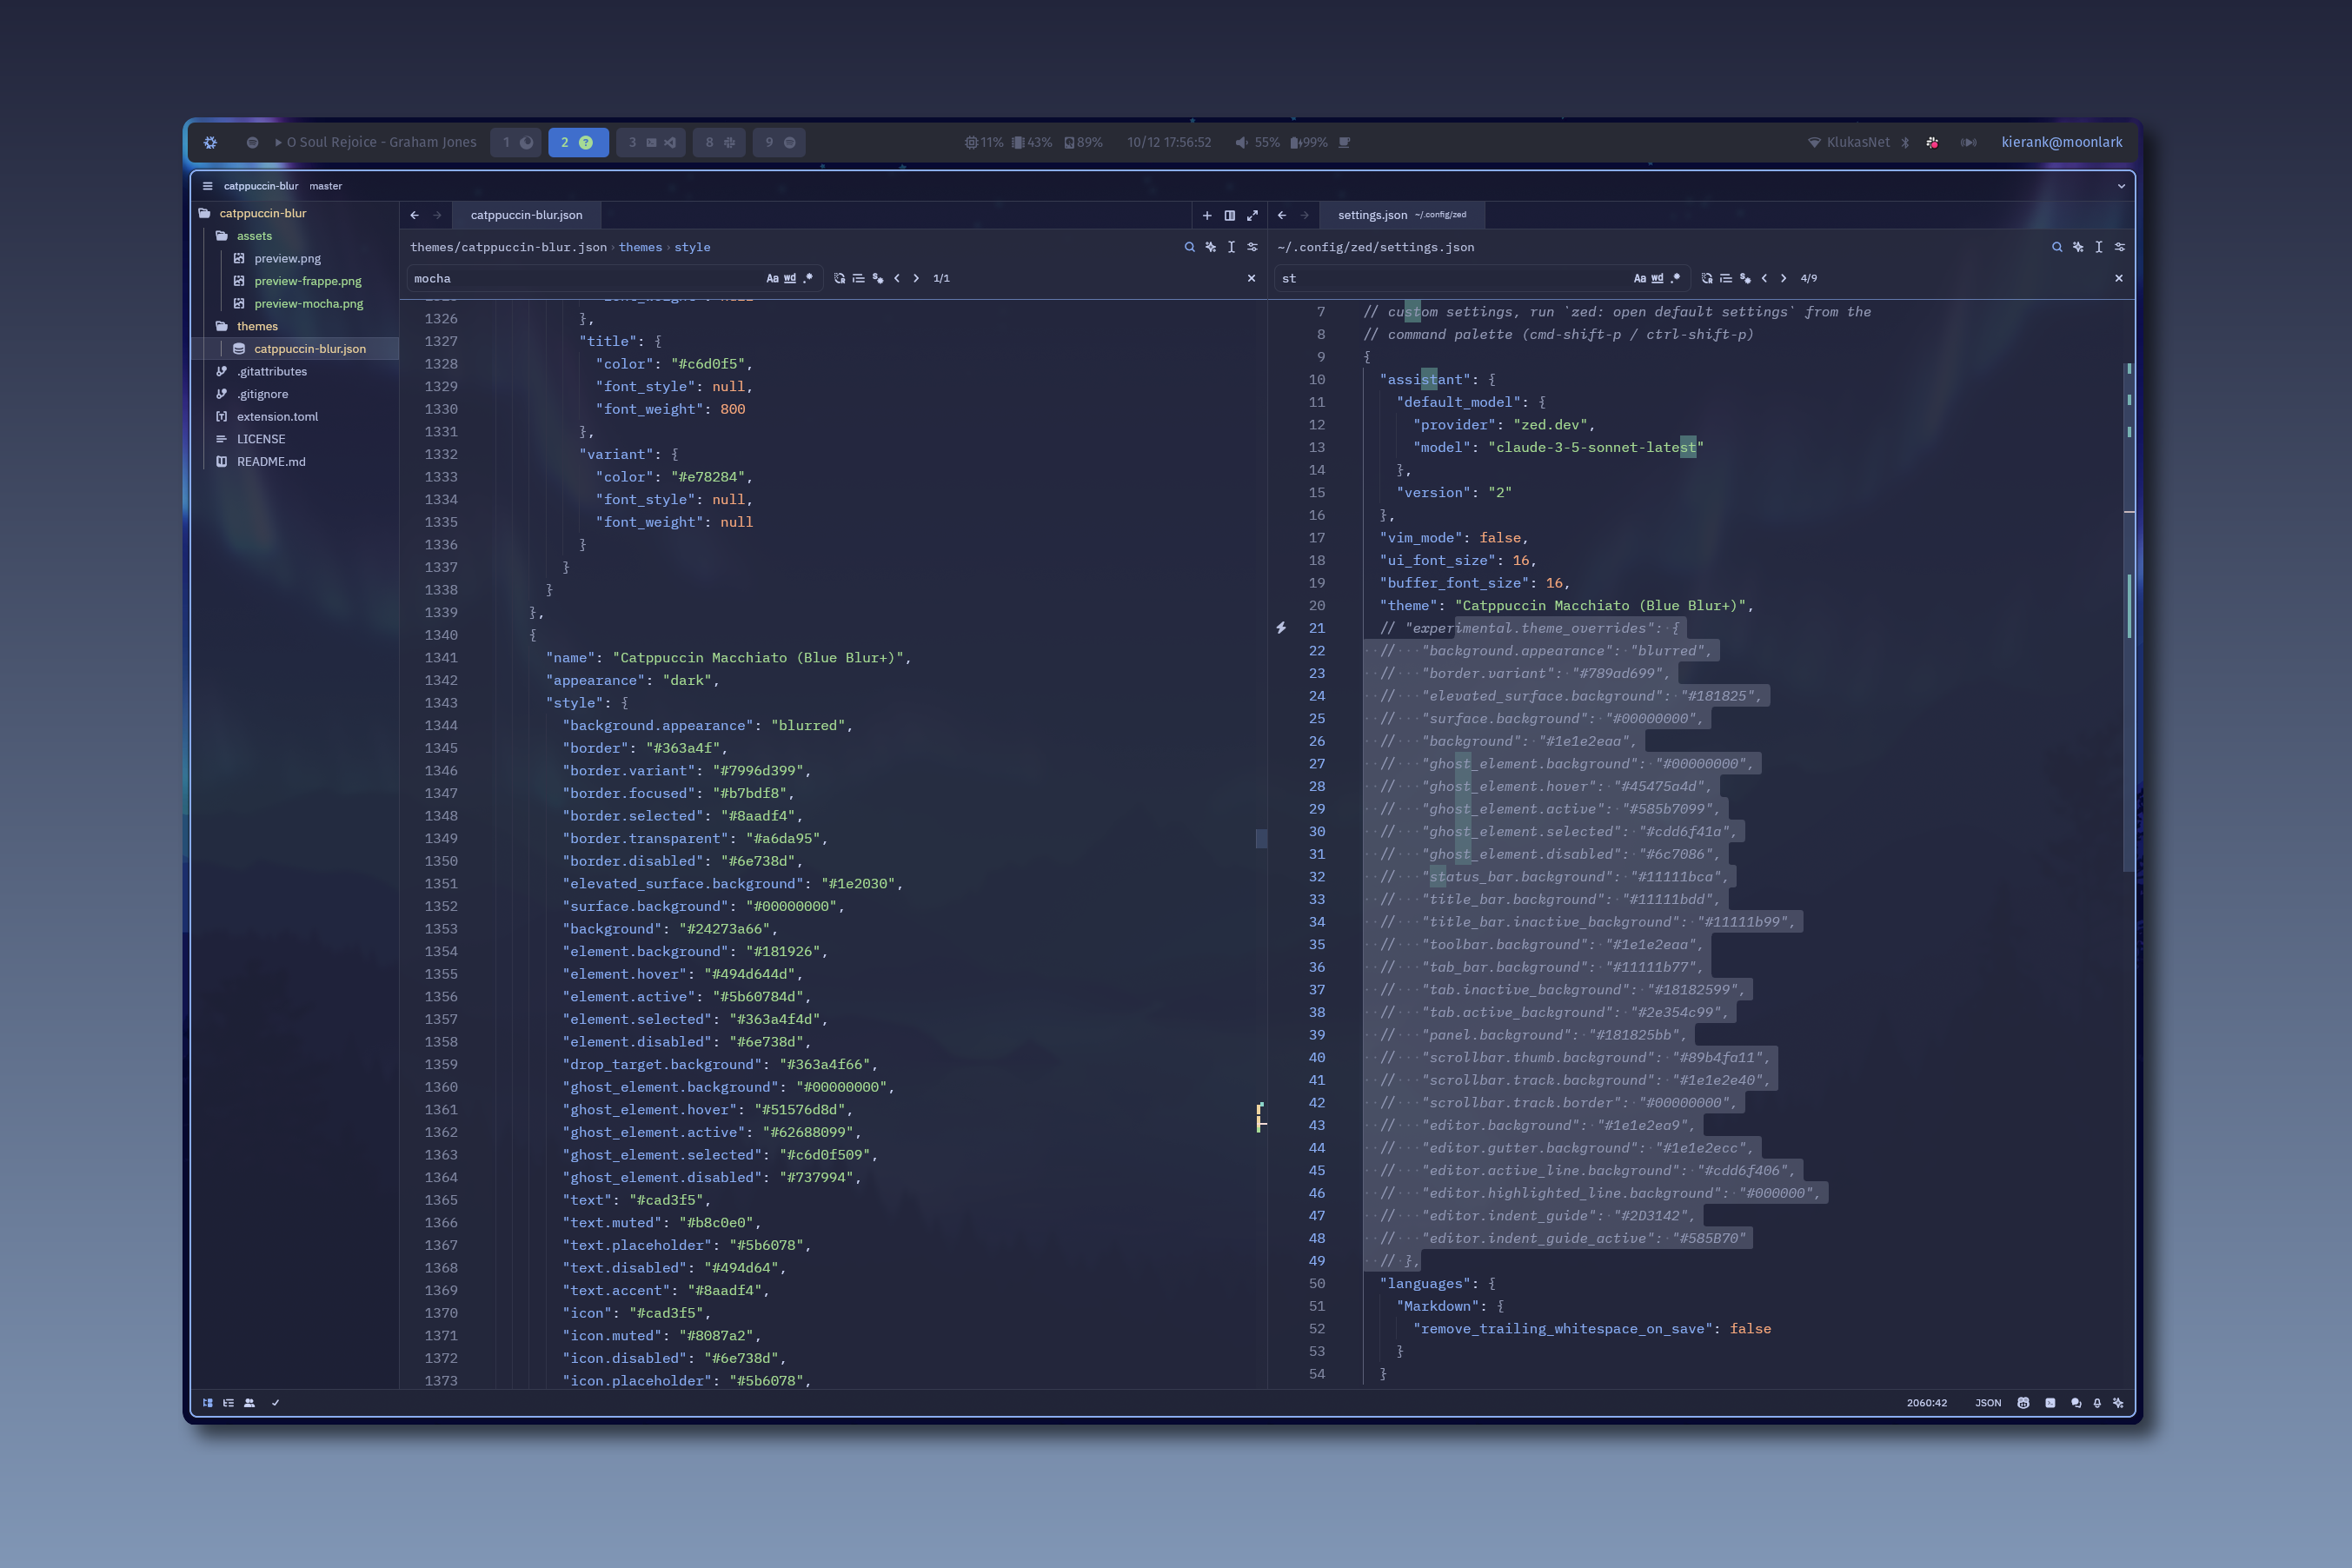 O Soul Rejoice - Graham Jones 1 2 ? 3 8 9 11% 43% 89% 10/12 17:56:52 55% 99% KlukasNet kierank@moonlark
catppuccin-blur master
catppuccin-blur
assets
preview.png
preview-frappe.png
preview-mocha.png
themes
catppuccin-blur.json
.gitattributes
.gitignore
extension.toml
LICENSE
README.md
catppuccin-blur.json
themes/catppuccin-blur.json › themes › style
mocha Aa wd .* 1/1
1326 },
1327 "title": {
1328 "color": "#c6d0f5",
1329 "font_style": null,
1330 "font_weight": 800
1331 },
1332 "variant": {
1333 "color": "#e78284",
1334 "font_style": null,
1335 "font_weight": null
1336 }
1337 }
1338 }
1339 },
1340 {
1341 "name": "Catppuccin Macchiato (Blue Blur+)",
1342 "appearance": "dark",
1343 "style": {
1344 "background.appearance": "blurred",
1345 "border": "#363a4f",
1346 "border.variant": "#7996d399",
1347 "border.focused": "#b7bdf8",
1348 "border.selected": "#8aadf4",
1349 "border.transparent": "#a6da95",
1350 "border.disabled": "#6e738d",
1351 "elevated_surface.background": "#1e2030",
1352 "surface.background": "#00000000",
1353 "background": "#24273a66",
1354 "element.background": "#181926",
1355 "element.hover": "#494d644d",
1356 "element.active": "#5b60784d",
1357 "element.selected": "#363a4f4d",
1358 "element.disabled": "#6e738d",
1359 "drop_target.background": "#363a4f66",
1360 "ghost_element.background": "#00000000",
1361 "ghost_element.hover": "#51576d8d",
1362 "ghost_element.active": "#62688099",
1363 "ghost_element.selected": "#c6d0f509",
1364 "ghost_element.disabled": "#737994",
1365 "text": "#cad3f5",
1366 "text.muted": "#b8c0e0",
1367 "text.placeholder": "#5b6078",
1368 "text.disabled": "#494d64",
1369 "text.accent": "#8aadf4",
1370 "icon": "#cad3f5",
1371 "icon.muted": "#8087a2",
1372 "icon.disabled": "#6e738d",
1373 "icon.placeholder": "#5b6078",
settings.json ~/.config/zed
~/.config/zed/settings.json
st Aa wd .* 4/9
7 // custom settings, run `zed: open default settings` from the
8 // command palette (cmd-shift-p / ctrl-shift-p)
9 {
10 "assistant": {
11 "default_model": {
12 "provider": "zed.dev",
13 "model": "claude-3-5-sonnet-latest"
14 },
15 "version": "2"
16 },
17 "vim_mode": false,
18 "ui_font_size": 16,
19 "buffer_font_size": 16,
20 "theme": "Catppuccin Macchiato (Blue Blur+)",
21 // "experimental.theme_overrides": {
22 // "background.appearance": "blurred",
23 // "border.variant": "#789ad699",
24 // "elevated_surface.background": "#181825",
25 // "surface.background": "#00000000",
26 // "background": "#1e1e2eaa",
27 // "ghost_element.background": "#00000000",
28 // "ghost_element.hover": "#45475a4d",
29 // "ghost_element.active": "#585b7099",
30 // "ghost_element.selected": "#cdd6f41a",
31 // "ghost_element.disabled": "#6c7086",
32 // "status_bar.background": "#11111bca",
33 // "title_bar.background": "#11111bdd",
34 // "title_bar.inactive_background": "#11111b99",
35 // "toolbar.background": "#1e1e2eaa",
36 // "tab_bar.background": "#11111b77",
37 // "tab.inactive_background": "#18182599",
38 // "tab.active_background": "#2e354c99",
39 // "panel.background": "#181825bb",
40 // "scrollbar.thumb.background": "#89b4fa11",
41 // "scrollbar.track.background": "#1e1e2e40",
42 // "scrollbar.track.border": "#00000000",
43 // "editor.background": "#1e1e2ea9",
44 // "editor.gutter.background": "#1e1e2ecc",
45 // "editor.active_line.background": "#cdd6f406",
46 // "editor.highlighted_line.background": "#000000",
47 // "editor.indent_guide": "#2D3142",
48 // "editor.indent_guide_active": "#585B70"
49 // },
50 "languages": {
51 "Markdown": {
52 "remove_trailing_whitespace_on_save": false
53 }
54 }
2060:42 JSON